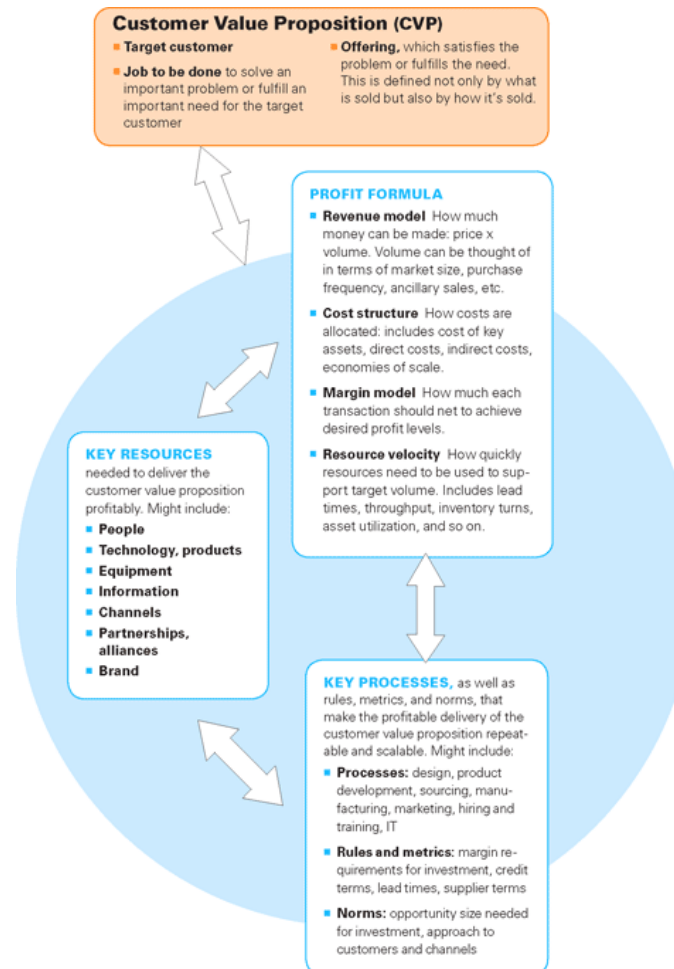 Customer Value Proposition (CVP)
■ Target customer
■ Job to be done to solve an
important problem or fulfill an
important need for the target
customer
■ Offering, which satisfies the
problem or fulfills the need.
This is defined not only by what
is sold but also by how it's sold.
PROFIT FORMULA
■ Revenue model How much
money can be made: price x
volume. Volume can be thought of
in terms of market size, purchase
frequency, ancillary sales, etc.
■ Cost structure How costs are
allocated: includes cost of key
assets, direct costs, indirect costs,
economies of scale.
■ Margin model How much each
transaction should net to achieve
desired profit levels.
■ Resource velocity How quickly
resources need to be used to sup-
port target volume. Includes lead
times, throughput, inventory turns,
asset utilization, and so on.
KEY RESOURCES
needed to deliver the
customer value proposition
profitably. Might include:
■ People
■ Technology, products
■ Equipment
■ Information
■ Channels
■ Partnerships,
alliances
■ Brand
KEY PROCESSES, as well as
rules, metrics, and norms, that
make the profitable delivery of the
customer value proposition repeat-
able and scalable. Might include:
■ Processes: design, product
development, sourcing, manu-
facturing, marketing, hiring and
training, IT
■ Rules and metrics: margin re-
quirements for investment, credit
terms, lead times, supplier terms
■ Norms: opportunity size needed
for investment, approach to
customers and channels